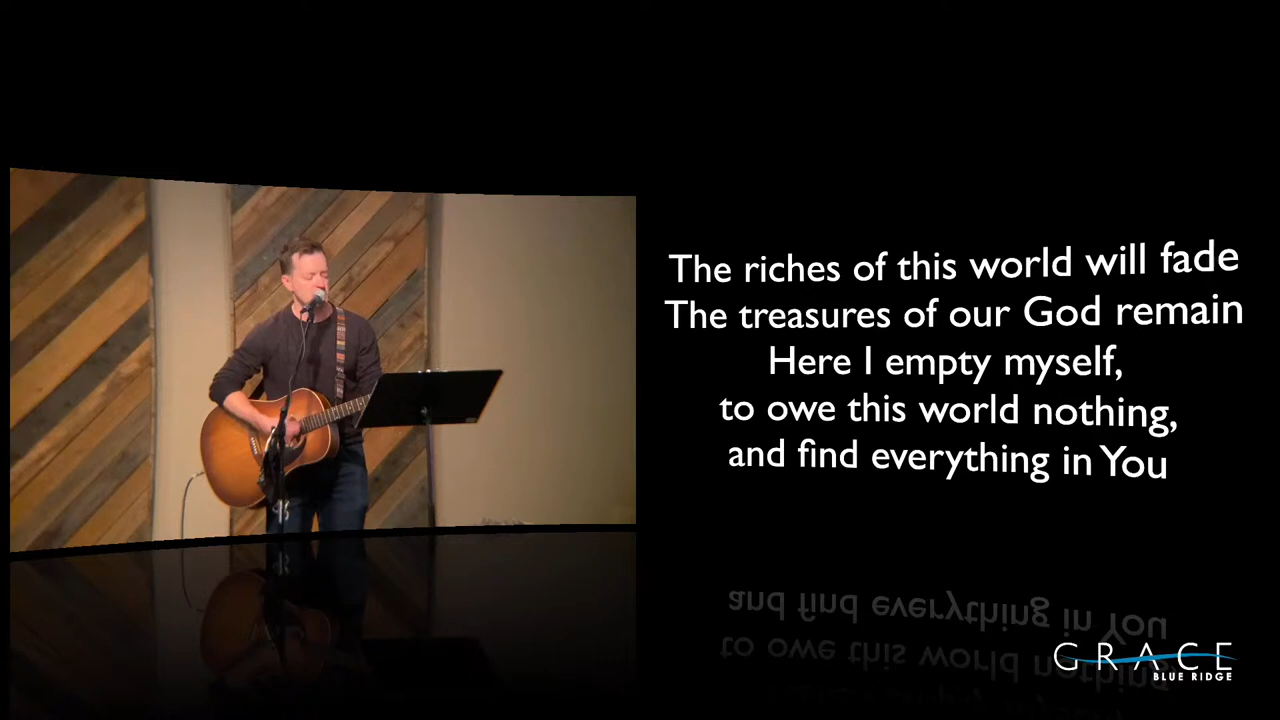 The riches of this world will fade
The treasures of our God remain
Here I empty myself,
to owe this world nothing,
and find everything in You
GRACE
BLUE RIDGE